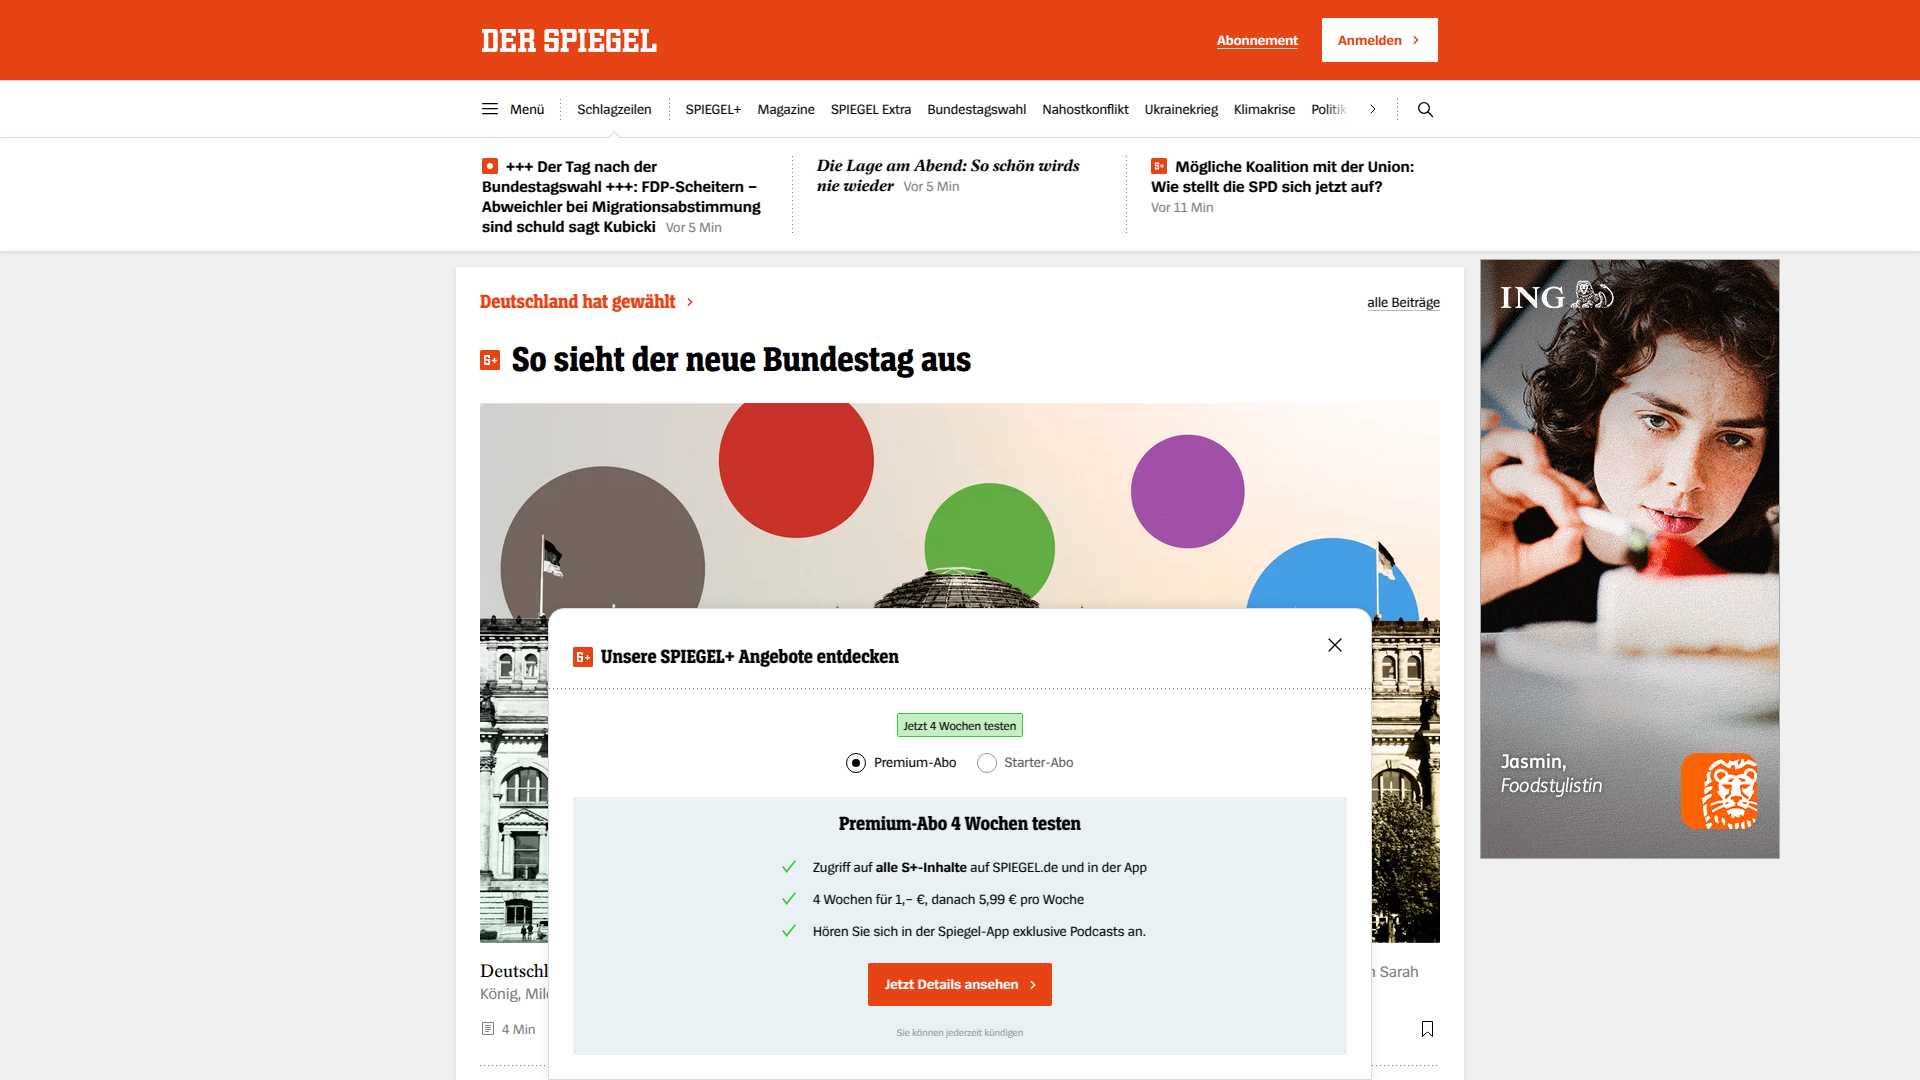 DER SPIEGEL
Abonnement
Anmelden
Menü
Schlagzeilen
SPIEGEL+
Magazine
SPIEGEL Extra
Bundestagswahl
Nahostkonflikt
Ukrainekrieg
Klimakrise
Politik
+++ Der Tag nach der
Bundestagswahl +++: FDP-Scheitern –
Abweichler bei Migrationsabstimmung
sind schuld sagt Kubicki Vor 5 Min
Die Lage am Abend: So schön wirds
nie wieder Vor 5 Min
Mögliche Koalition mit der Union:
Wie stellt die SPD sich jetzt auf?
Vor 11 Min
Deutschland hat gewählt
alle Beiträge
So sieht der neue Bundestag aus
ING
Jasmin,
Foodstylistin
Unsere SPIEGEL+ Angebote entdecken
Jetzt 4 Wochen testen
Premium-Abo
Starter-Abo
Premium-Abo 4 Wochen testen
Zugriff auf alle S+-Inhalte auf SPIEGEL.de und in der App
4 Wochen für 1,– €, danach 5,99 € pro Woche
Hören Sie sich in der Spiegel-App exklusive Podcasts an.
Jetzt Details ansehen
Sie können jederzeit kündigen
Deutschl
Sarah
König, Mil
4 Min